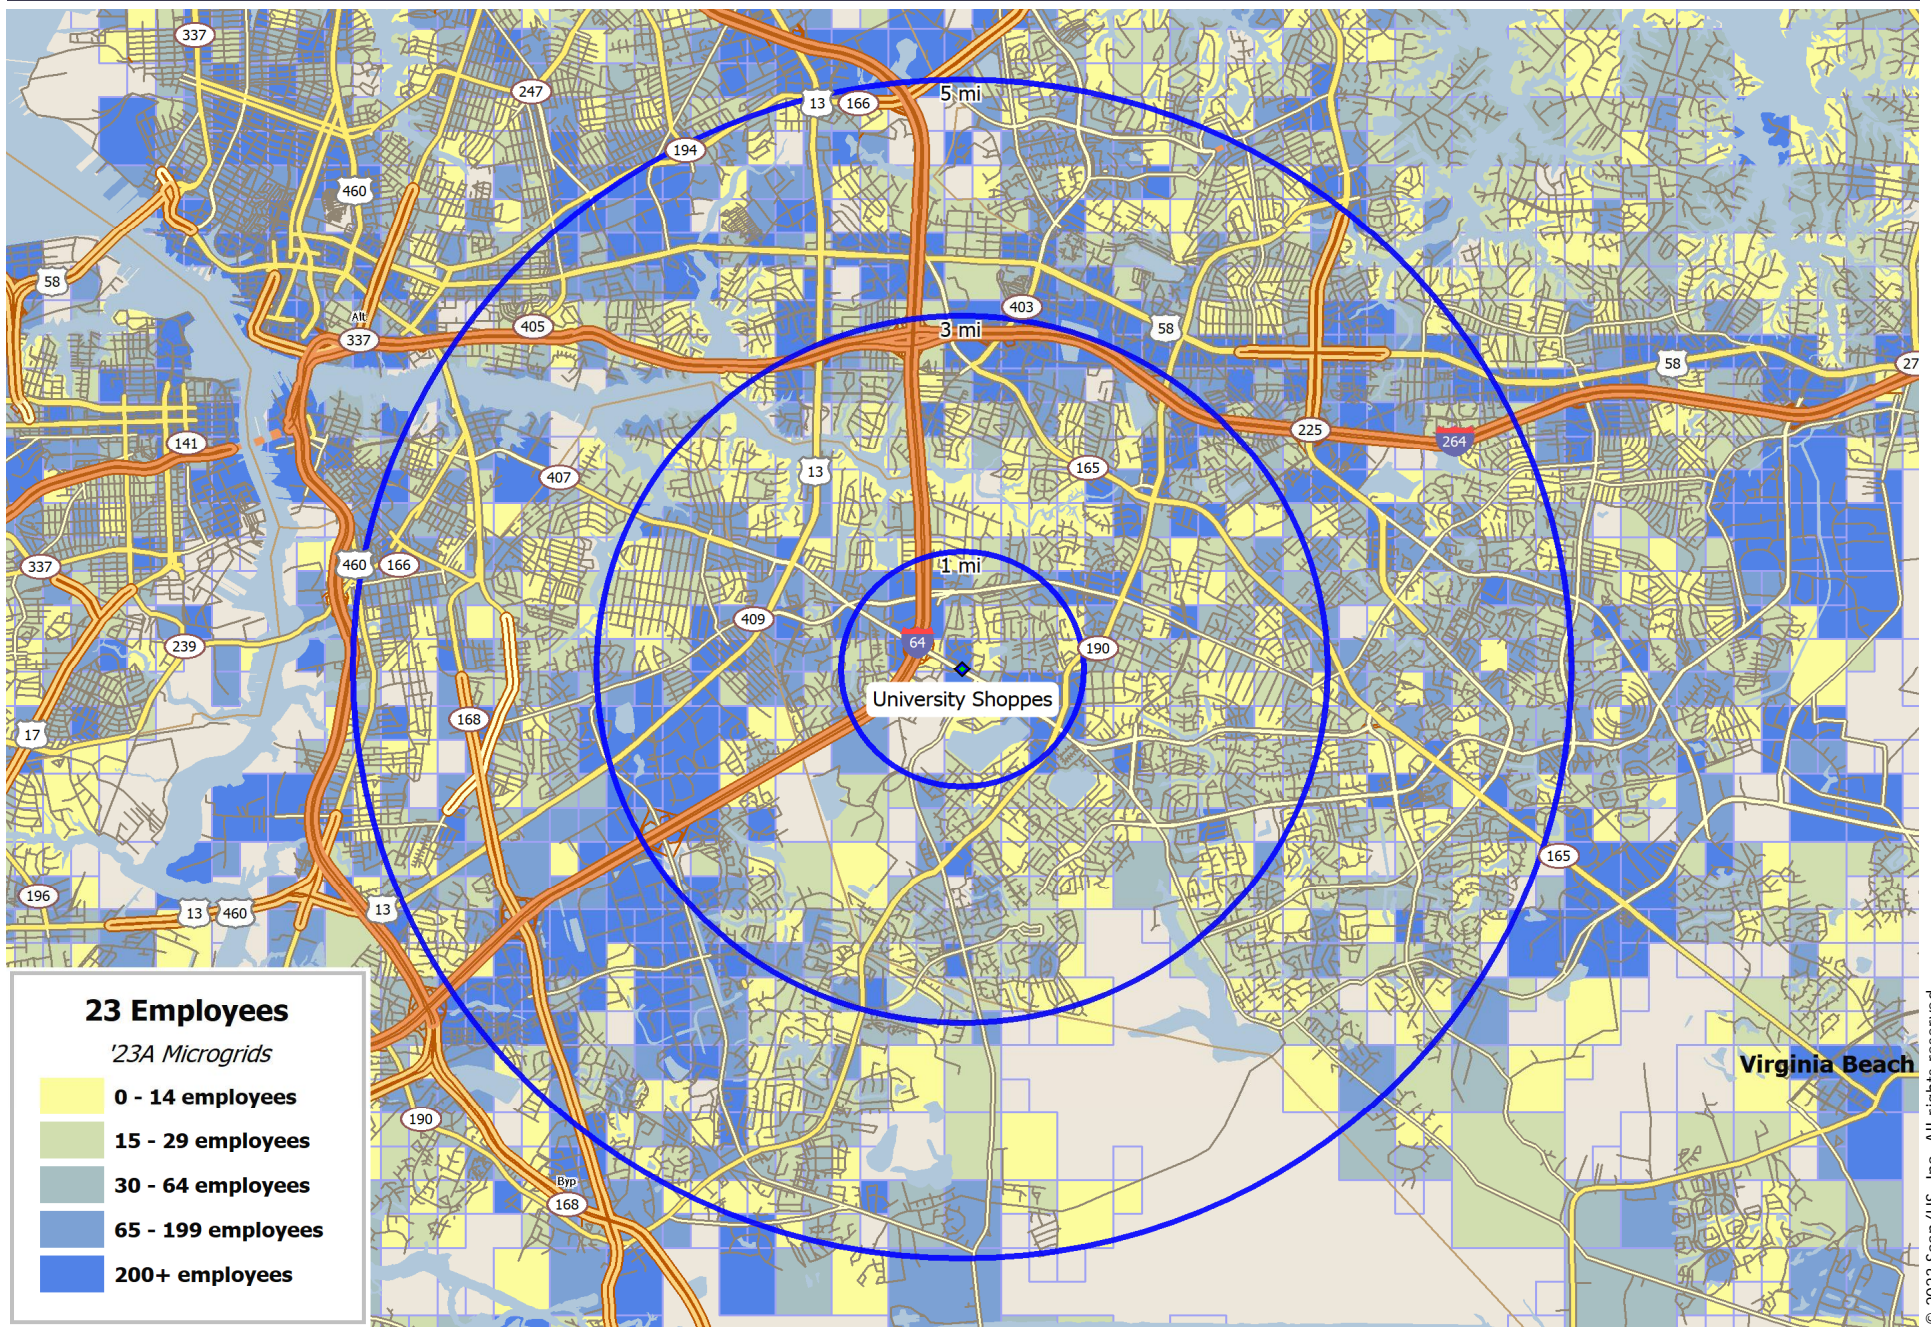 337
247
13
166
5 mi
194
460
58
403
Alt
405
3 mi
58
337
58
27
225
264
141
165
13
407
460
166
1 mi
337
409
64
190
239
University Shoppes
168
17
165
196
13
460
13
23 Employees
'23A Microgrids
0 - 14 employees
15 - 29 employees
30 - 64 employees
65 - 199 employees
200+ employees
Virginia Beach
190
Byp
168